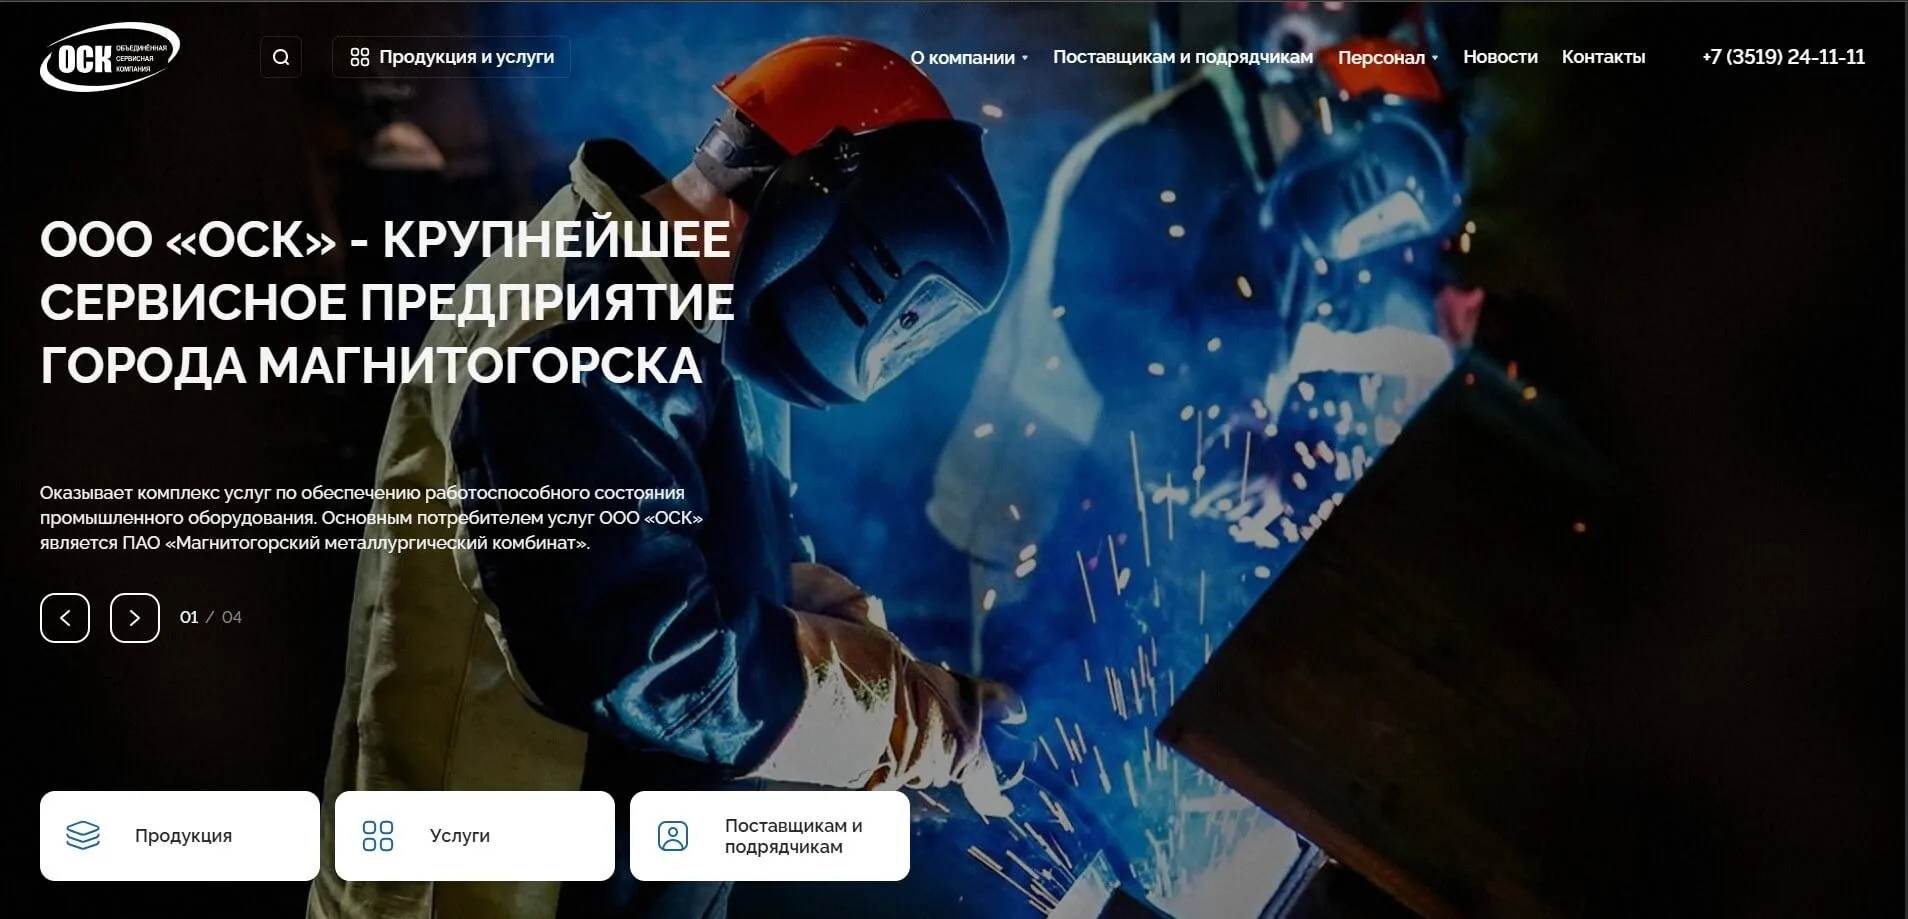 ОСК
ОБЪЕДИНЁННАЯ
СЕРВИСНАЯ
КОМПАНИЯ
Продукция и услуги
О компании
Поставщикам и подрядчикам
Персонал
Новости
Контакты
+7 (3519) 24-11-11
ООО «ОСК» - КРУПНЕЙШЕЕ
СЕРВИСНОЕ ПРЕДПРИЯТИЕ
ГОРОДА МАГНИТОГОРСКА
Оказывает комплекс услуг по обеспечению работоспособного состояния
промышленного оборудования. Основным потребителем услуг ООО «ОСК»
является ПАО «Магнитогорский металлургический комбинат».
01 / 04
Продукция
Услуги
Поставщикам и
подрядчикам